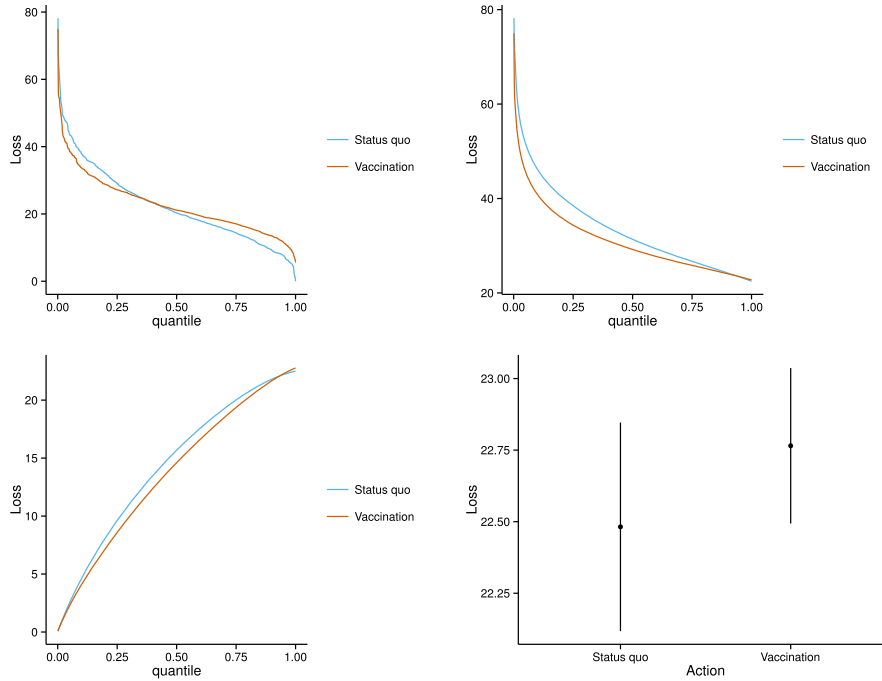 80
60
40
20
0
Loss
0.00 0.25 0.50 0.75 1.00
quantile
Status quo
Vaccination
80
60
40
20
Loss
0.00 0.25 0.50 0.75 1.00
quantile
Status quo
Vaccination
20
15
10
5
0
Loss
0.00 0.25 0.50 0.75 1.00
quantile
Status quo
Vaccination
23.00
22.75
22.50
22.25
Loss
Status quo Vaccination
Action